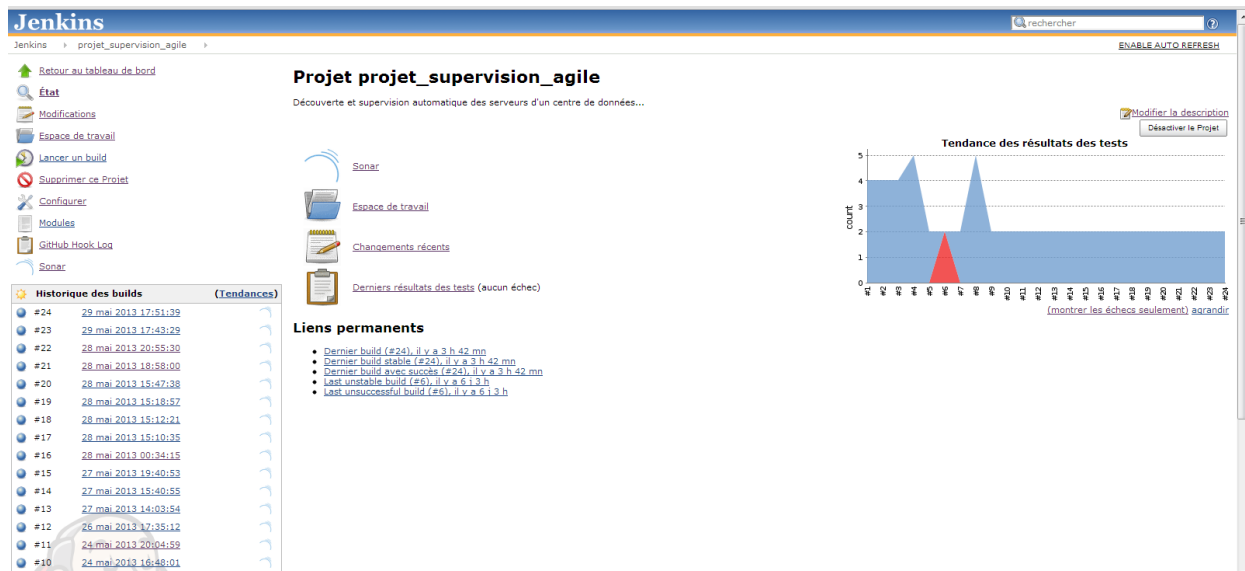 Jenkins
rechercher
Jenkins projet_supervision_agile
ENABLE AUTO REFRESH
Retour au tableau de bord
État
Modifications
Espace de travail
Lancer un build
Supprimer ce Projet
Configurer
Modules
GitHub Hook Log
Sonar
Historique des builds (Tendances)
#24 29 mai 2013 17:51:39
#23 29 mai 2013 17:43:29
#22 28 mai 2013 20:55:30
#21 28 mai 2013 18:58:00
#20 28 mai 2013 15:47:38
#19 28 mai 2013 15:18:57
#18 28 mai 2013 15:12:21
#17 28 mai 2013 15:10:35
#16 28 mai 2013 00:34:15
#15 27 mai 2013 19:40:53
#14 27 mai 2013 15:40:55
#13 27 mai 2013 14:03:54
#12 26 mai 2013 17:35:12
#11 24 mai 2013 20:04:59
#10 24 mai 2013 16:48:01
Projet projet_supervision_agile
Découverte et supervision automatique des serveurs d'un centre de données...
Modifier la description
Désactiver le Projet
Sonar
Espace de travail
Changements récents
Derniers résultats des tests (aucun échec)
Liens permanents
Dernier build (#24), il y a 3 h 42 mn
Dernier build stable (#24), il y a 3 h 42 mn
Dernier build avec succès (#24), il y a 3 h 42 mn
Last unstable build (#6), il y a 6 j 3 h
Last unsuccessful build (#6), il y a 6 j 3 h
Tendance des résultats des tests
count
5
4
3
2
1
0
#1
#2
#3
#4
#5
#6
#7
#8
#9
#10
#11
#12
#13
#14
#15
#16
#17
#18
#19
#20
#21
#22
#23
#24
(montrer les échecs seulement) agrandir